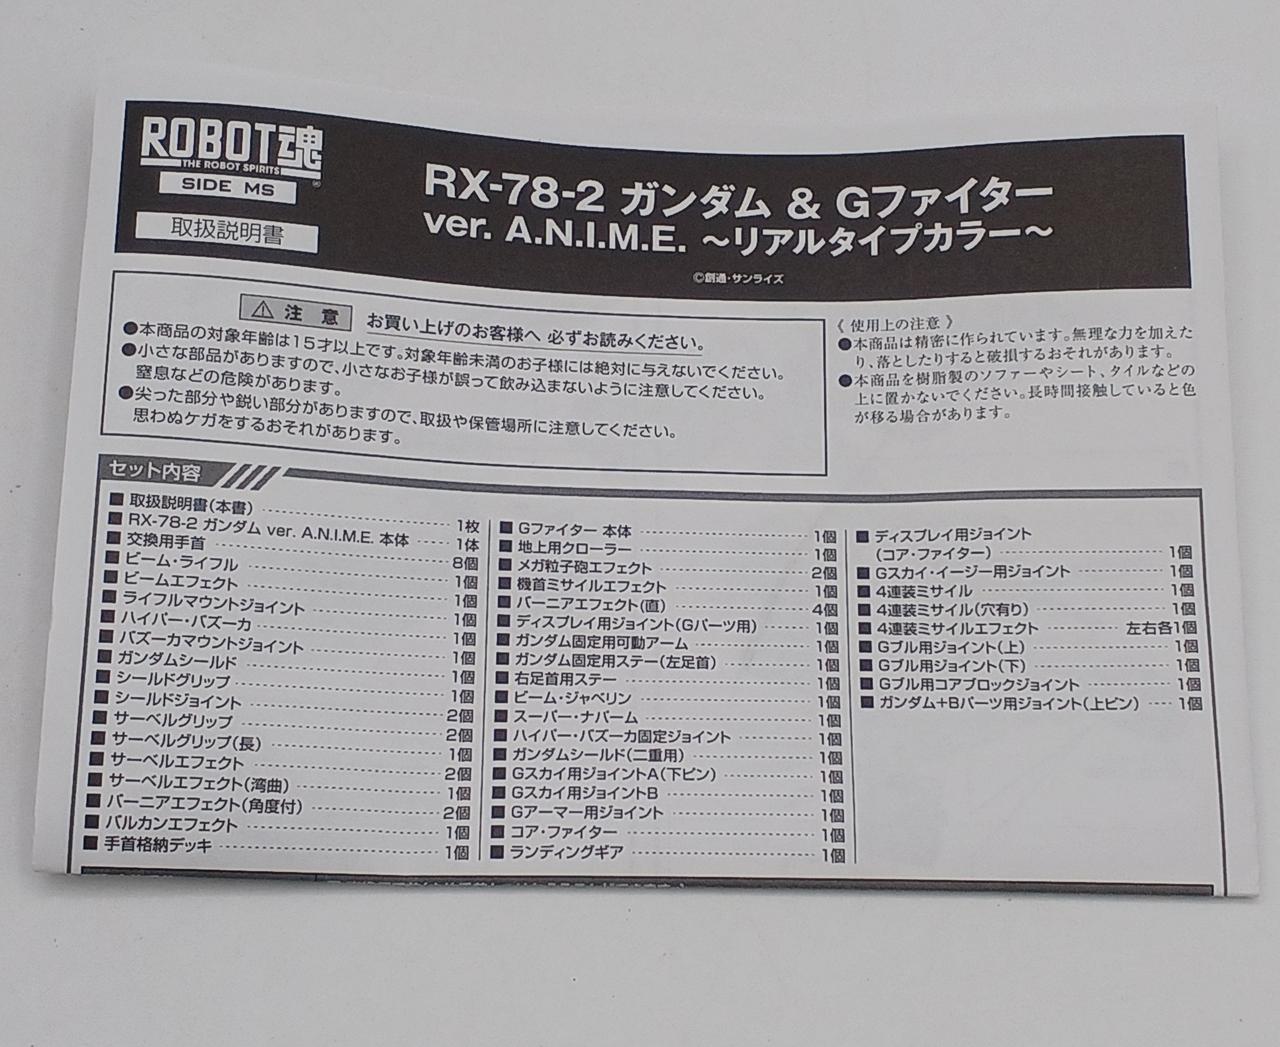 ROBOT魂
THE ROBOT SPIRITS
SIDE MS
取扱説明書
RX-78-2 ガンダム & Gファイター
ver. A.N.I.M.E. ～リアルタイプカラー～
©創通・サンライズ
⚠ 注 意 お買い上げのお客様へ 必ずお読みください。
●本商品の対象年齢は15才以上です。対象年齢未満のお子様には絶対に与えないでください。
●小さな部品がありますので、小さなお子様が誤って飲み込まないように注意してください。
窒息などの危険があります。
●尖った部分や鋭い部分がありますので、取扱や保管場所に注意してください。
思わぬケガをするおそれがあります。
《 使用上の注意 》
●本商品は精密に作られています。無理な力を加えた
り、落としたりすると破損するおそれがあります。
●本商品を樹脂製のソファーやシート、タイルなどの
上に置かないでください。長時間接触していると色
が移る場合があります。
セット内容
■ 取扱説明書(本書) 1枚
■ RX-78-2 ガンダム ver. A.N.I.M.E. 本体 1体
■ 交換用手首 8個
■ ビーム・ライフル 1個
■ ビームエフェクト 1個
■ ライフルマウントジョイント 1個
■ ハイパー・バズーカ 1個
■ バズーカマウントジョイント 1個
■ ガンダムシールド 1個
■ シールドグリップ 1個
■ シールドジョイント 2個
■ サーベルグリップ 2個
■ サーベルグリップ(長) 1個
■ サーベルエフェクト 2個
■ サーベルエフェクト(湾曲) 1個
■ バーニアエフェクト(角度付) 2個
■ バルカンエフェクト 1個
■ 手首格納デッキ 1個
■ Gファイター 本体 1個
■ 地上用クローラー 1個
■ メガ粒子砲エフェクト 2個
■ 機首ミサイルエフェクト 1個
■ バーニアエフェクト(直) 4個
■ ディスプレイ用ジョイント(Gパーツ用) 1個
■ ガンダム固定用可動アーム 1個
■ ガンダム固定用ステー(左足首) 1個
■ 右足首用ステー 1個
■ ビーム・ジャベリン 1個
■ スーパー・ナパーム 1個
■ ハイパー・バズーカ固定ジョイント 1個
■ ガンダムシールド(二重用) 1個
■ Gスカイ用ジョイントA(下ピン) 1個
■ Gスカイ用ジョイントB 1個
■ Gアーマー用ジョイント 1個
■ コア・ファイター 1個
■ ランディングギア 1個
■ ディスプレイ用ジョイント
(コア・ファイター) 1個
■ Gスカイ・イージー用ジョイント 1個
■ 4連装ミサイル 1個
■ 4連装ミサイル(穴有り) 1個
■ 4連装ミサイルエフェクト 左右各1個
■ Gブル用ジョイント(上) 1個
■ Gブル用ジョイント(下) 1個
■ Gブル用コアブロックジョイント 1個
■ ガンダム+Bパーツ用ジョイント(上ピン) 1個